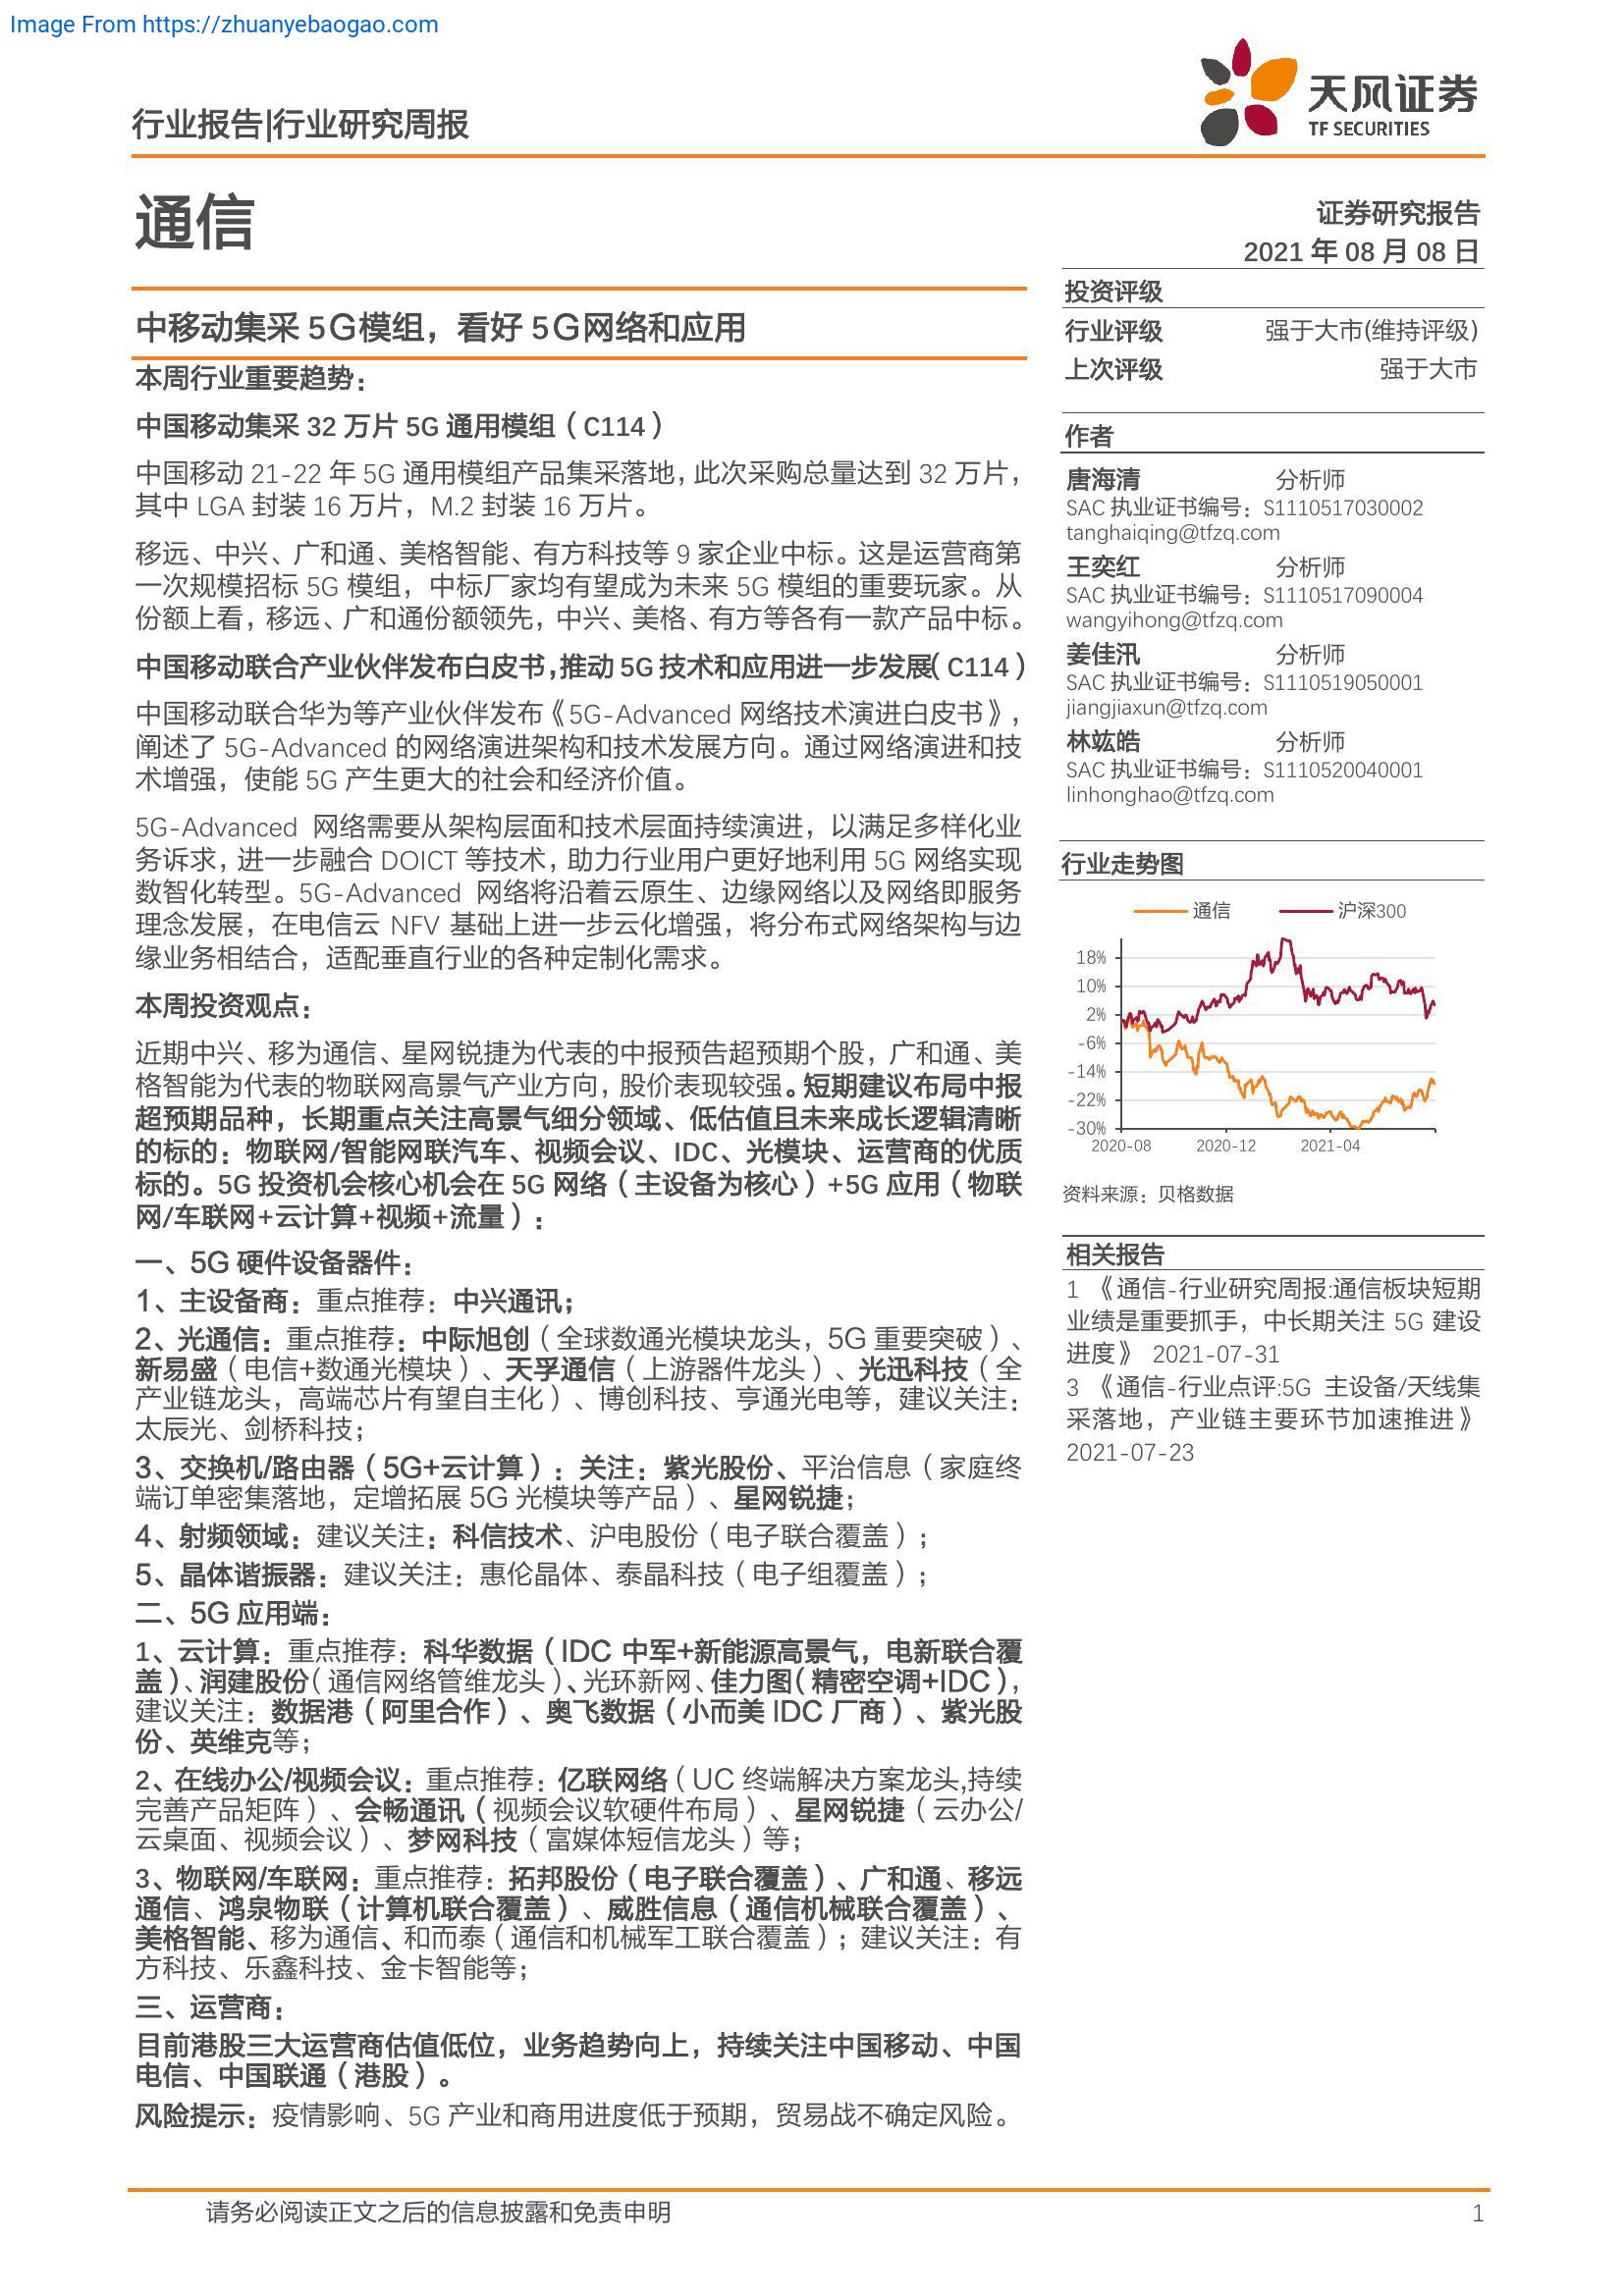 Image From https://zhuanyebaogao.com
行业报告|行业研究周报
天风证券
TF SECURITIES
通信
证券研究报告
2021 年 08 月 08 日
中移动集采 5G模组，看好 5G网络和应用
本周行业重要趋势：
中国移动集采 32 万片 5G 通用模组（C114）
中国移动 21-22 年 5G 通用模组产品集采落地，此次采购总量达到 32 万片，
其中 LGA 封装 16 万片，M.2 封装 16 万片。
移远、中兴、广和通、美格智能、有方科技等 9 家企业中标。这是运营商第
一次规模招标 5G 模组，中标厂家均有望成为未来 5G 模组的重要玩家。从
份额上看，移远、广和通份额领先，中兴、美格、有方等各有一款产品中标。
中国移动联合产业伙伴发布白皮书，推动 5G 技术和应用进一步发展（C114）
中国移动联合华为等产业伙伴发布《5G-Advanced 网络技术演进白皮书》，
阐述了 5G-Advanced 的网络演进架构和技术发展方向。通过网络演进和技
术增强，使能 5G 产生更大的社会和经济价值。
5G-Advanced 网络需要从架构层面和技术层面持续演进，以满足多样化业
务诉求，进一步融合 DOICT 等技术，助力行业用户更好地利用 5G 网络实现
数智化转型。5G-Advanced 网络将沿着云原生、边缘网络以及网络即服务
理念发展，在电信云 NFV 基础上进一步云化增强，将分布式网络架构与边
缘业务相结合，适配垂直行业的各种定制化需求。
本周投资观点：
近期中兴、移为通信、星网锐捷为代表的中报预告超预期个股，广和通、美
格智能为代表的物联网高景气产业方向，股价表现较强。短期建议布局中报
超预期品种，长期重点关注高景气细分领域、低估值且未来成长逻辑清晰
的标的：物联网/智能网联汽车、视频会议、IDC、光模块、运营商的优质
标的。5G 投资机会核心机会在 5G 网络（主设备为核心）+5G 应用（物联
网/车联网+云计算+视频+流量）：
一、5G 硬件设备器件：
1、主设备商：重点推荐：中兴通讯；
2、光通信：重点推荐：中际旭创（全球数通光模块龙头，5G 重要突破）、
新易盛（电信+数通光模块）、天孚通信（上游器件龙头）、光迅科技（全
产业链龙头，高端芯片有望自主化）、博创科技、亨通光电等，建议关注：
太辰光、剑桥科技；
3、交换机/路由器（5G+云计算）：关注：紫光股份、平治信息（家庭终
端订单密集落地，定增拓展 5G 光模块等产品）、星网锐捷；
4、射频领域：建议关注：科信技术、沪电股份（电子联合覆盖）；
5、晶体谐振器：建议关注：惠伦晶体、泰晶科技（电子组覆盖）；
二、5G 应用端：
1、云计算：重点推荐：科华数据（IDC 中军+新能源高景气，电新联合覆
盖）、润建股份（通信网络管维龙头）、光环新网、佳力图（精密空调+IDC），
建议关注：数据港（阿里合作）、奥飞数据（小而美 IDC 厂商）、紫光股
份、英维克等；
2、在线办公/视频会议：重点推荐：亿联网络（UC 终端解决方案龙头,持续
完善产品矩阵）、会畅通讯（视频会议软硬件布局）、星网锐捷（云办公/
云桌面、视频会议）、梦网科技（富媒体短信龙头）等；
3、物联网/车联网：重点推荐：拓邦股份（电子联合覆盖）、广和通、移远
通信、鸿泉物联（计算机联合覆盖）、威胜信息（通信机械联合覆盖）、
美格智能、移为通信、和而泰（通信和机械军工联合覆盖）；建议关注：有
方科技、乐鑫科技、金卡智能等；
三、运营商：
目前港股三大运营商估值低位，业务趋势向上，持续关注中国移动、中国
电信、中国联通（港股）。
风险提示：疫情影响、5G 产业和商用进度低于预期，贸易战不确定风险。
投资评级
行业评级 强于大市(维持评级)
上次评级 强于大市
作者
唐海清 分析师
SAC 执业证书编号：S1110517030002
tanghaiqing@tfzq.com
王奕红 分析师
SAC 执业证书编号：S1110517090004
wangyihong@tfzq.com
姜佳汛 分析师
SAC 执业证书编号：S1110519050001
jiangjiaxun@tfzq.com
林竑皓 分析师
SAC 执业证书编号：S1110520040001
linhonghao@tfzq.com
行业走势图
通信 沪深300
18%
10%
2%
-6%
-14%
-22%
-30%
2020-08 2020-12 2021-04
资料来源：贝格数据
相关报告
1 《通信-行业研究周报:通信板块短期
业绩是重要抓手，中长期关注 5G 建设
进度》 2021-07-31
3 《通信-行业点评:5G 主设备/天线集
采落地，产业链主要环节加速推进》
2021-07-23
请务必阅读正文之后的信息披露和免责申明 1